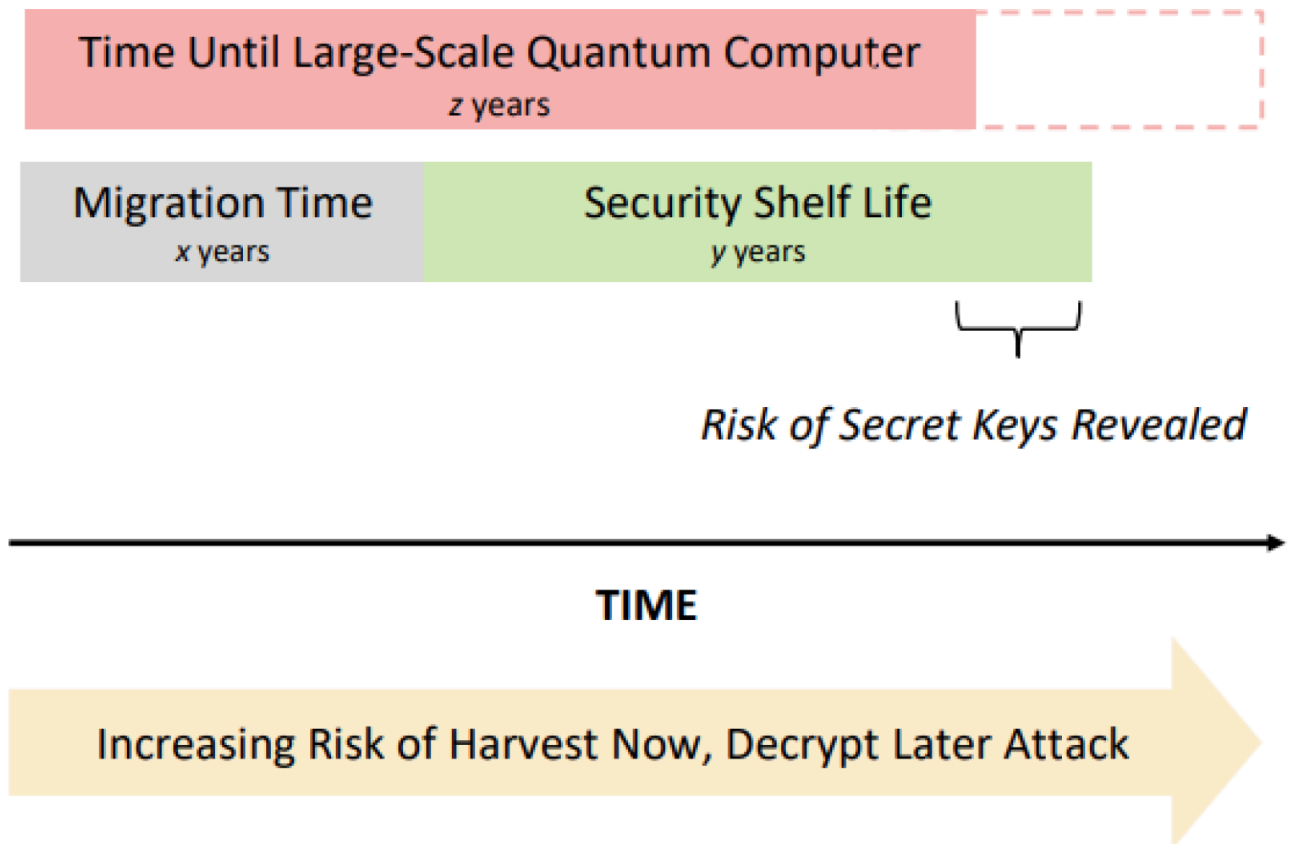 Time Until Large-Scale Quantum Computer
z years
Migration Time
x years
Security Shelf Life
y years
Risk of Secret Keys Revealed
TIME
Increasing Risk of Harvest Now, Decrypt Later Attack